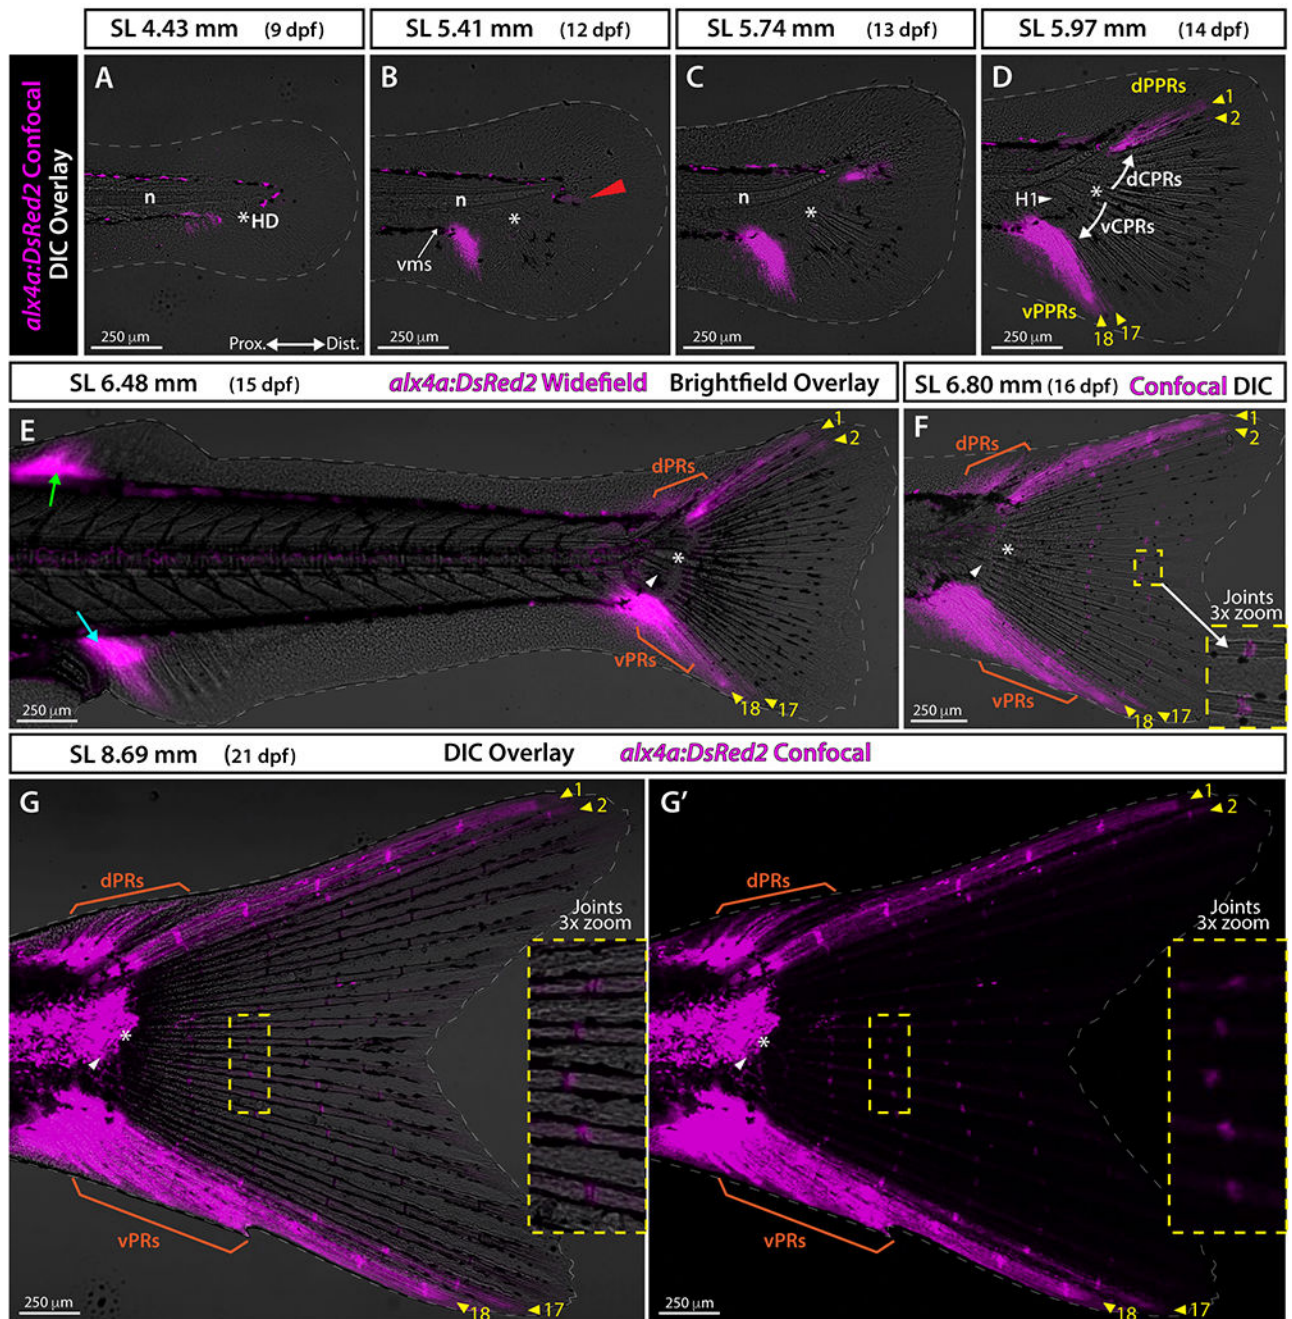 SL 4.43 mm (9 dpf)
SL 5.41 mm (12 dpf)
SL 5.74 mm (13 dpf)
SL 5.97 mm (14 dpf)
alx4a:DsRed2 Confocal
DIC Overlay
A
n
*HD
250 µm
Prox.
Dist.
B
n
*
vms
250 µm
C
n
*
250 µm
D
dPPRs
1
2
*
dCPRs
H1
vCPRs
vPPRs
18
17
250 µm
SL 6.48 mm (15 dpf) alx4a:DsRed2 Widefield Brightfield Overlay
SL 6.80 mm (16 dpf) Confocal DIC
E
1
2
dPRs
*
vPRs
18
17
250 µm
F
1
2
dPRs
*
Joints
3x zoom
vPRs
18
17
250 µm
SL 8.69 mm (21 dpf) DIC Overlay alx4a:DsRed2 Confocal
G
1
2
dPRs
Joints
3x zoom
*
vPRs
18
17
250 µm
G’
1
2
dPRs
Joints
3x zoom
*
vPRs
18
17
250 µm